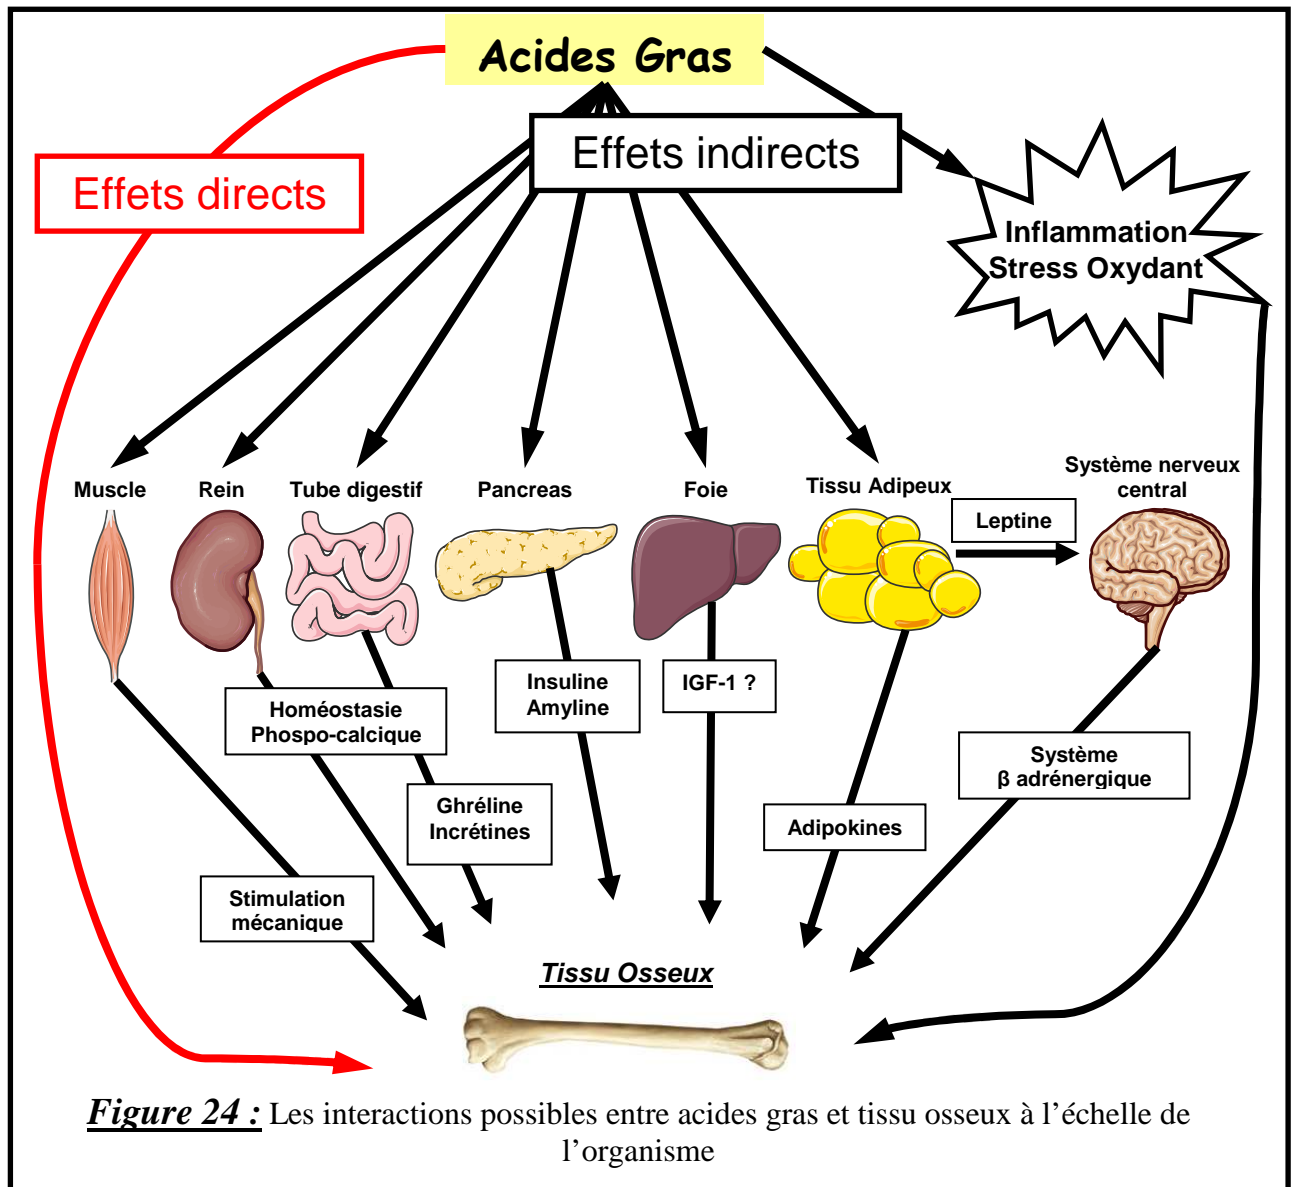 Acides Gras
Effets indirects
Effets directs
Inflammation
Stress Oxydant
Muscle
Rein
Tube digestif
Pancreas
Foie
Tissu Adipeux
Système nerveux
central
Leptine
Insuline
Amyline
IGF-1 ?
Homéostasie
Phospo-calcique
Ghréline
Incrétines
Adipokines
Système
β adrénergique
Stimulation
mécanique
Tissu Osseux
Figure 24 : Les interactions possibles entre acides gras et tissu osseux à l’échelle de
l’organisme